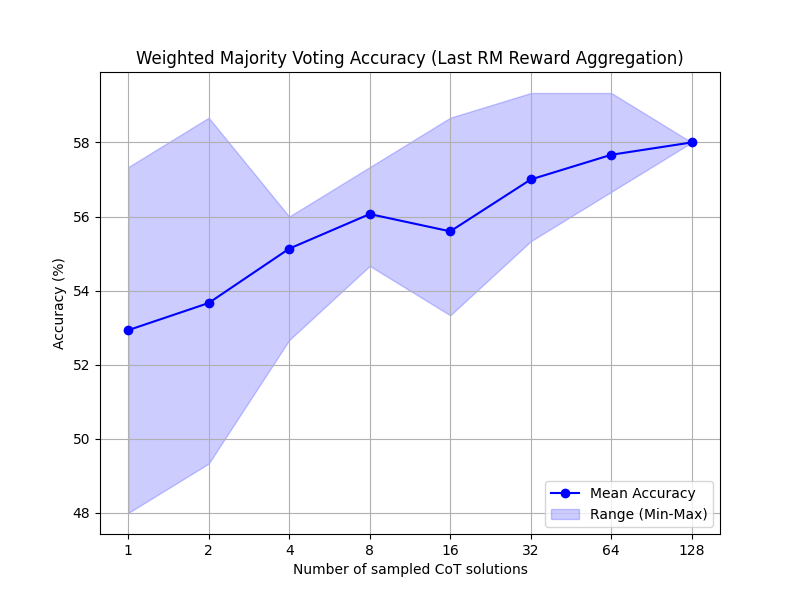 Weighted Majority Voting Accuracy (Last RM Reward Aggregation)
Accuracy (%)
58
56
54
52
50
48
Mean Accuracy
Range (Min-Max)
1 2 4 8 16 32 64 128
Number of sampled CoT solutions